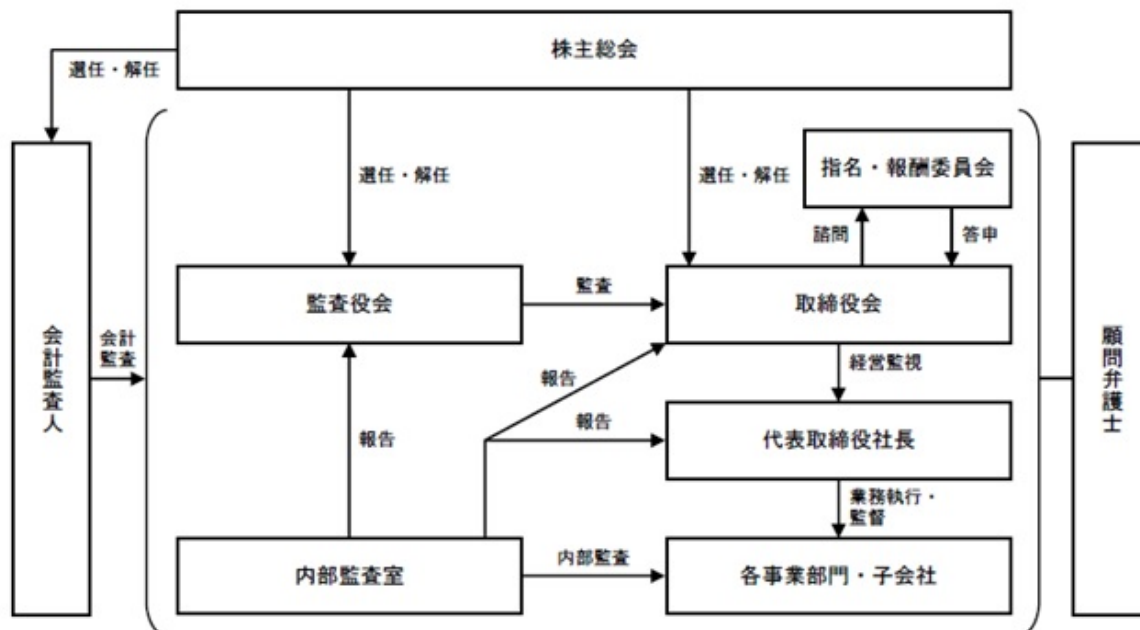 株主総会
選任・解任
選任・解任
選任・解任
指名・報酬委員会
諮問
答申
監査役会
監査
取締役会
会計監査人
会計
監査
顧問弁護士
経営監視
報告
報告
報告
代表取締役社長
業務執行・
監督
内部監査室
内部監査
各事業部門・子会社